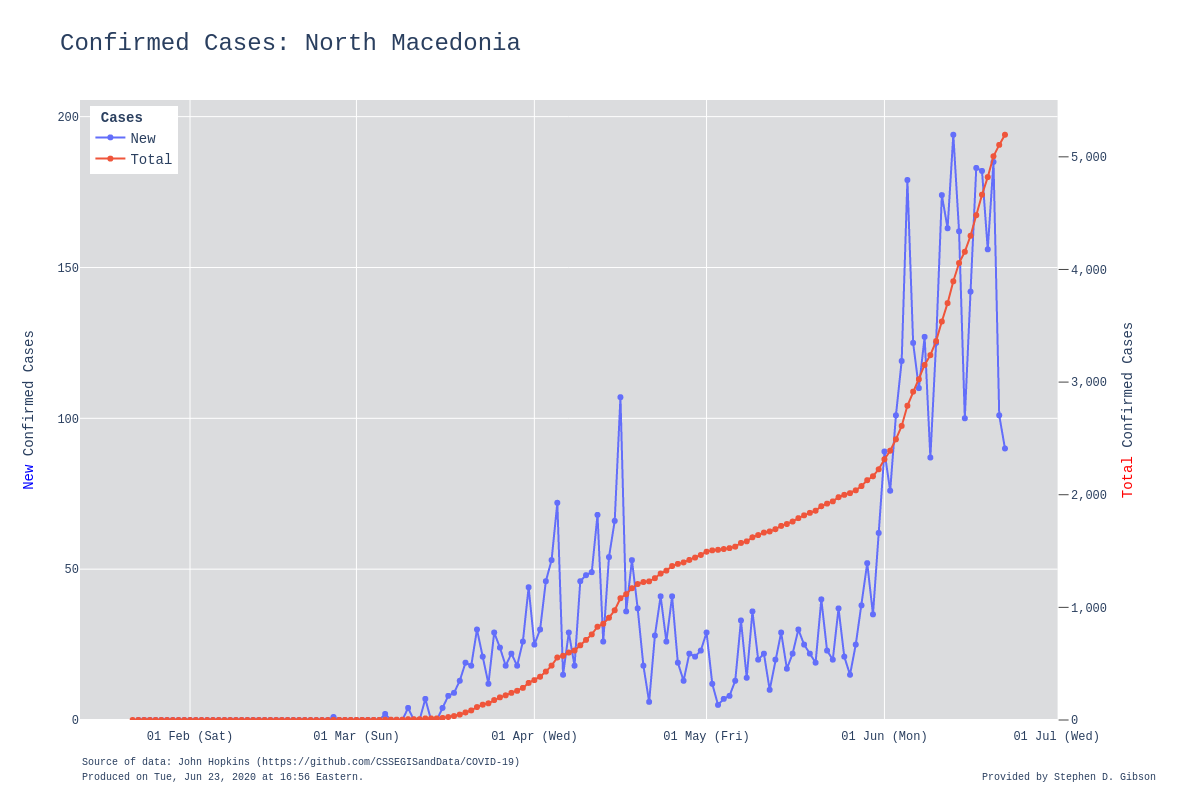 Confirmed Cases: North Macedonia
Cases
New
Total
200
150
100
50
0
New Confirmed Cases
5,000
4,000
3,000
2,000
1,000
0
Total Confirmed Cases
01 Feb (Sat)
01 Mar (Sun)
01 Apr (Wed)
01 May (Fri)
01 Jun (Mon)
01 Jul (Wed)
Source of data: John Hopkins (https://github.com/CSSEGISandData/COVID-19)
Produced on Tue, Jun 23, 2020 at 16:56 Eastern.
Provided by Stephen D. Gibson